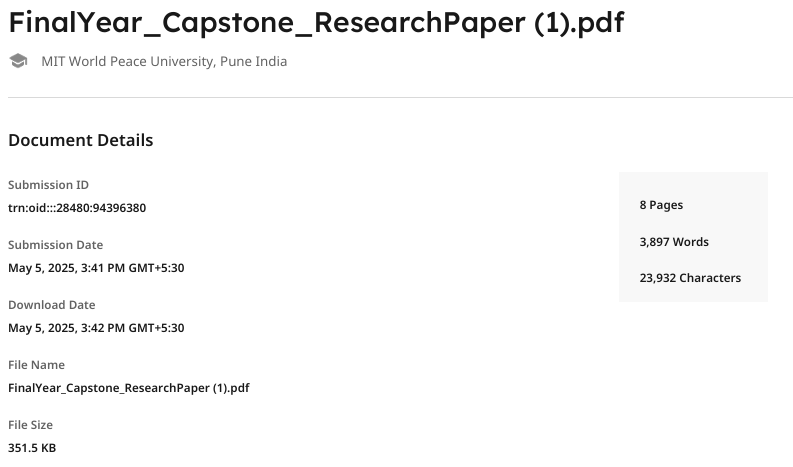 FinalYear_Capstone_ResearchPaper (1).pdf
MIT World Peace University, Pune India
Document Details
Submission ID
trn:oid:::28480:94396380
Submission Date
May 5, 2025, 3:41 PM GMT+5:30
Download Date
May 5, 2025, 3:42 PM GMT+5:30
File Name
FinalYear_Capstone_ResearchPaper (1).pdf
File Size
351.5 KB
8 Pages
3,897 Words
23,932 Characters